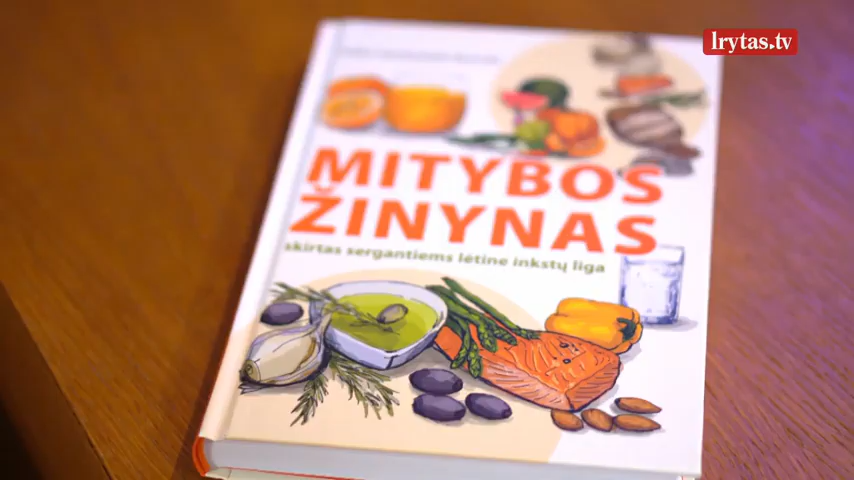 lrytas.tv
MITYBOS
ŽINYNAS
skirtas sergantiems lėtine inkstų liga